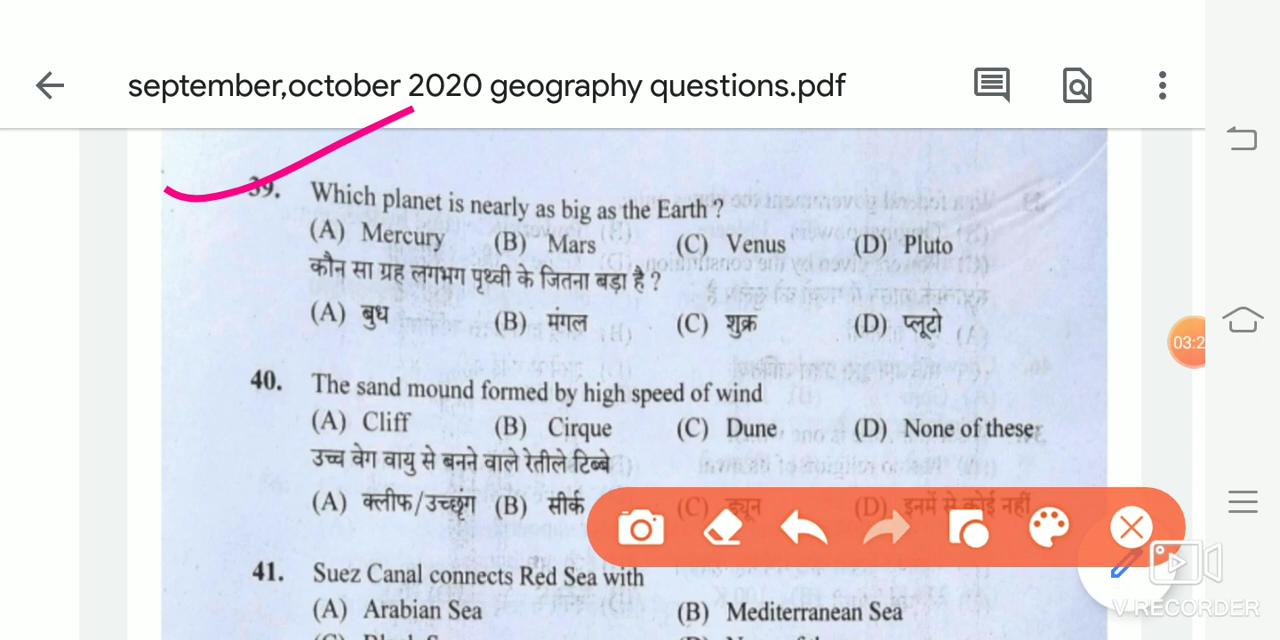 september,october 2020 geography questions.pdf
39. Which planet is nearly as big as the Earth ?
(A) Mercury (B) Mars (C) Venus (D) Pluto
कौन सा ग्रह लगभग पृथ्वी के जितना बड़ा है ?
(A) बुध (B) मंगल (C) शुक्र (D) प्लूटो
03:2
40. The sand mound formed by high speed of wind
(A) Cliff (B) Cirque (C) Dune (D) None of these
उच्च वेग वायु से बनने वाले रेतीले टिब्बे
(A) क्लीफ/उच्छृंग (B) सीर्क (C) ड्यून (D) इनमें से कोई नहीं
41. Suez Canal connects Red Sea with
(A) Arabian Sea (B) Mediterranean Sea
V RECORDER